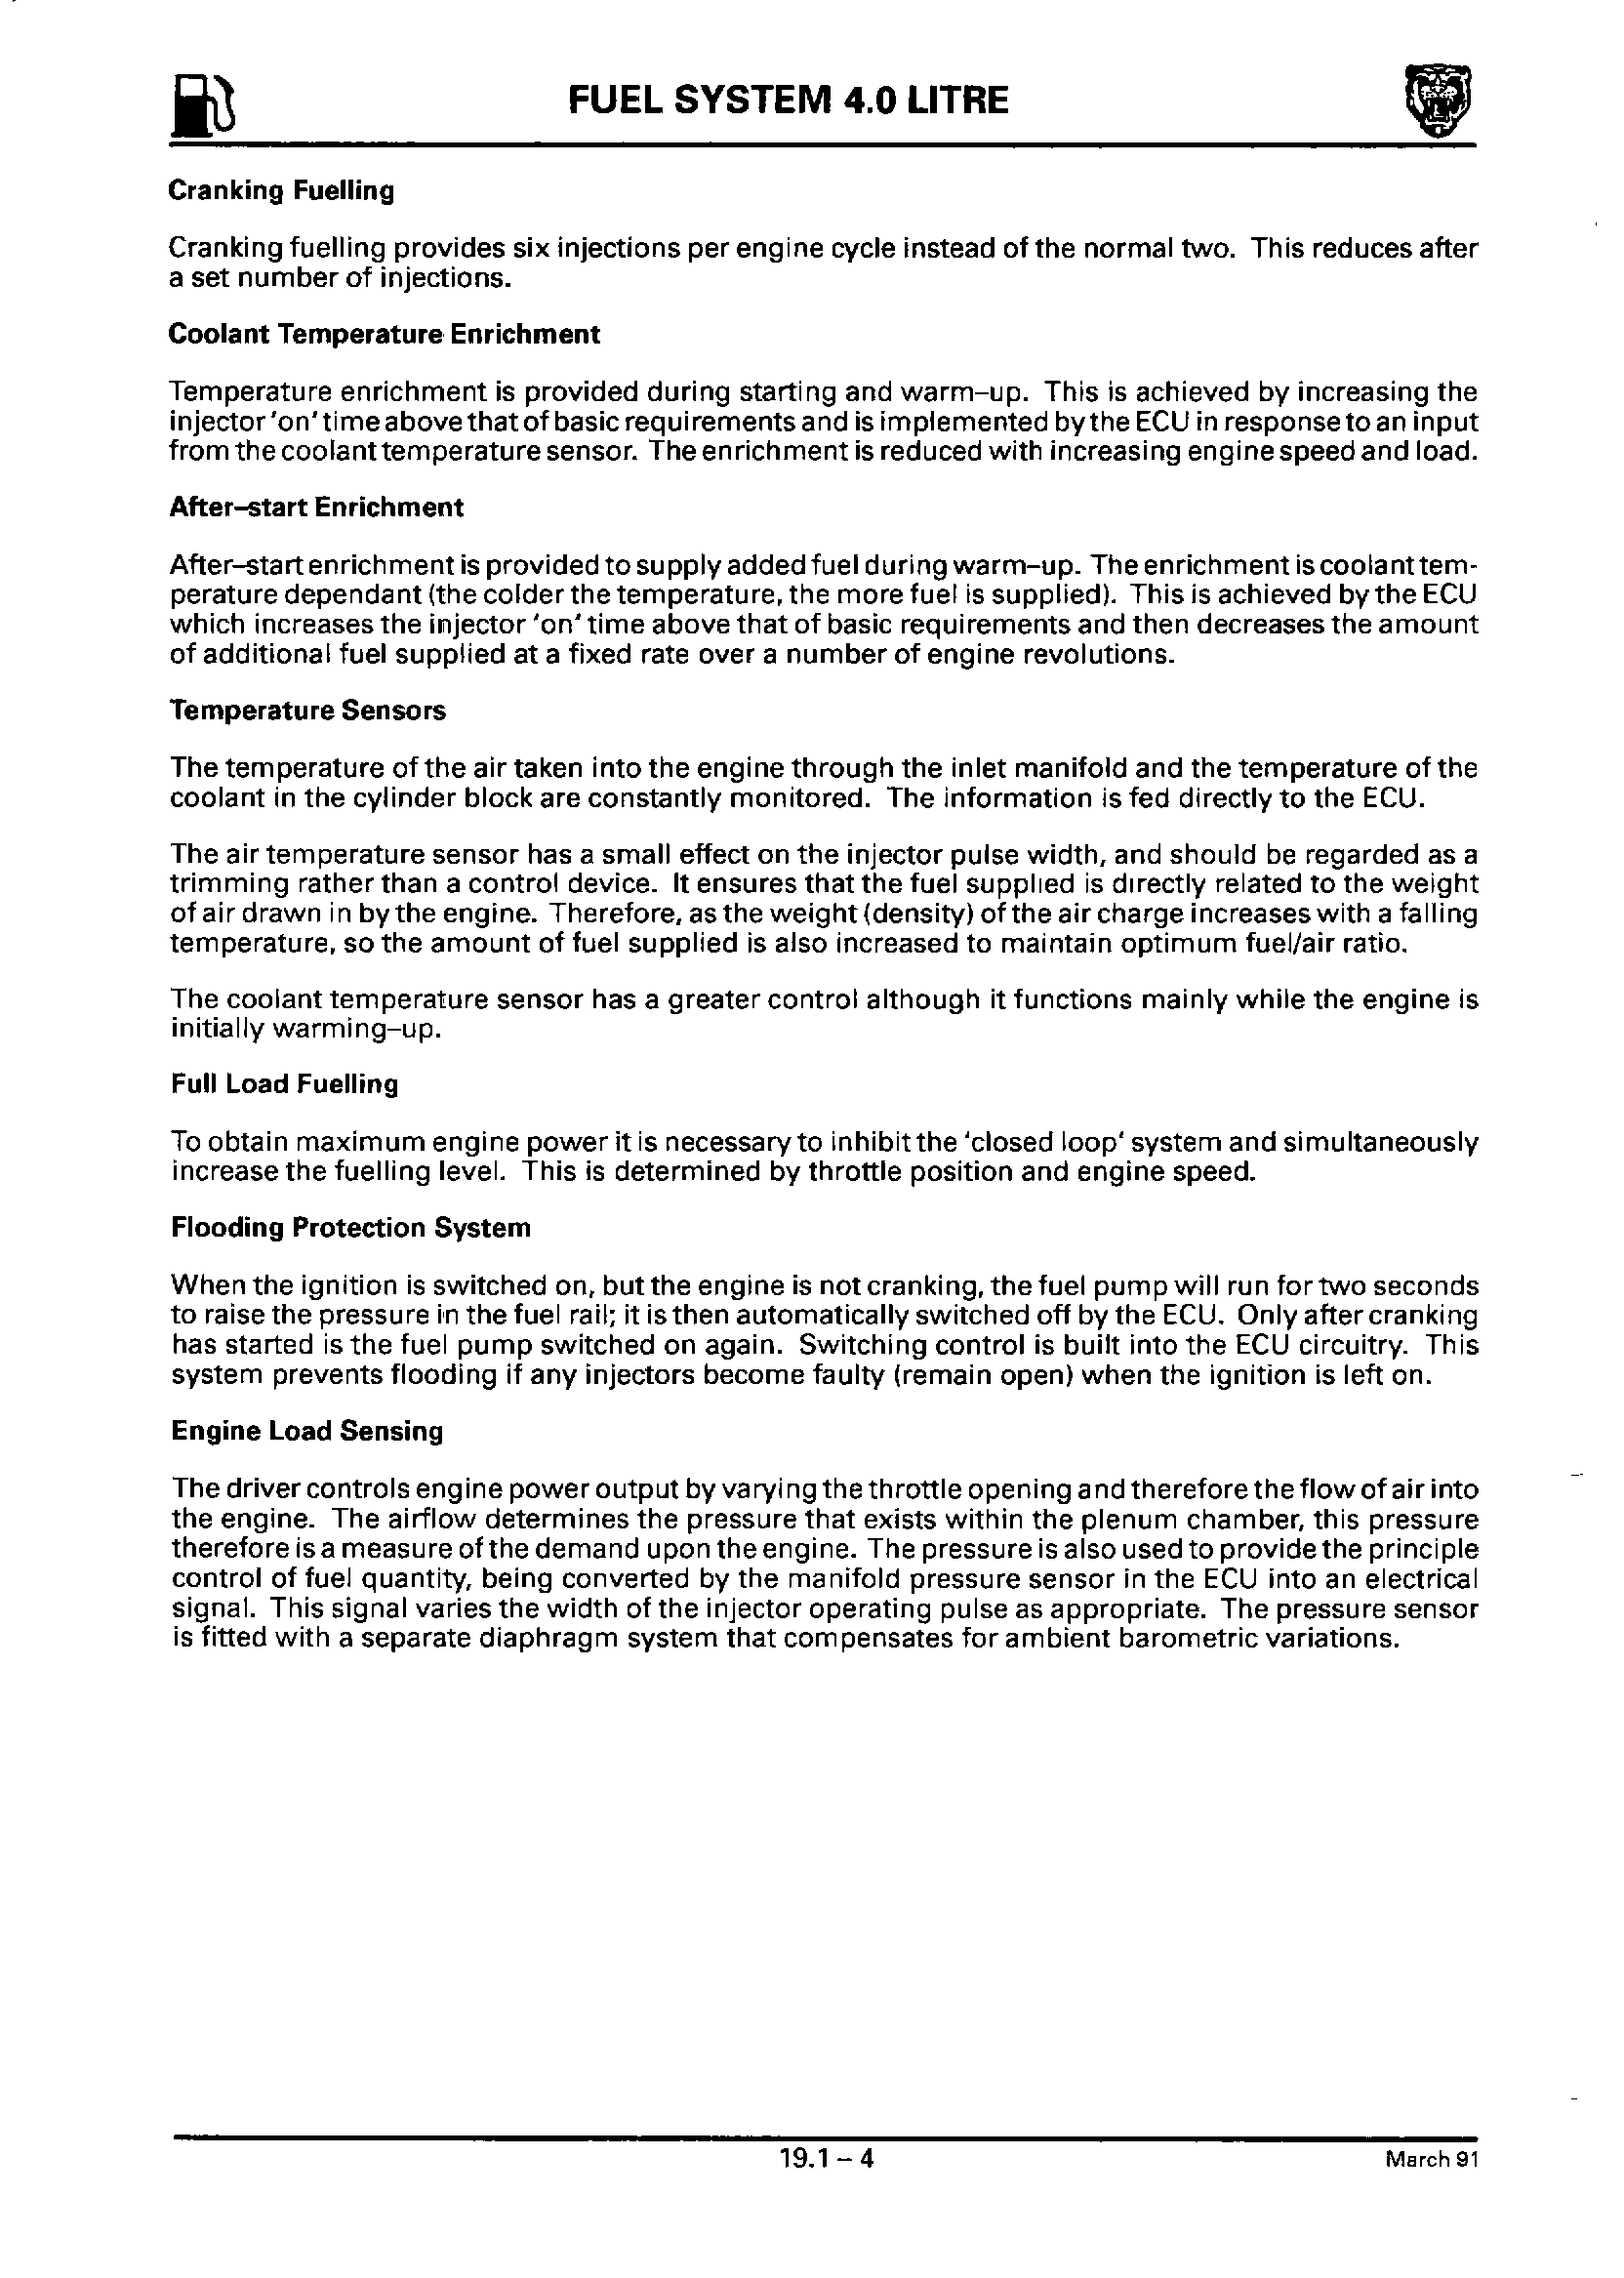 FUEL SYSTEM 4.0 LITRE
Cranking Fuelling
Cranking fuelling provides six injections per engine cycle instead of the normal two. This reduces after
a set number of injections.
Coolant Temperature Enrichment
Temperature enrichment is provided during starting and warm–up. This is achieved by increasing the
injector 'on' time above that of basic requirements and is implemented by the ECU in response to an input
from the coolant temperature sensor. The enrichment is reduced with increasing engine speed and load.
After–start Enrichment
After–start enrichment is provided to supply added fuel during warm–up. The enrichment is coolant tem-
perature dependant (the colder the temperature, the more fuel is supplied). This is achieved by the ECU
which increases the injector 'on' time above that of basic requirements and then decreases the amount
of additional fuel supplied at a fixed rate over a number of engine revolutions.
Temperature Sensors
The temperature of the air taken into the engine through the inlet manifold and the temperature of the
coolant in the cylinder block are constantly monitored. The information is fed directly to the ECU.
The air temperature sensor has a small effect on the injector pulse width, and should be regarded as a
trimming rather than a control device. It ensures that the fuel supplied is directly related to the weight
of air drawn in by the engine. Therefore, as the weight (density) of the air charge increases with a falling
temperature, so the amount of fuel supplied is also increased to maintain optimum fuel/air ratio.
The coolant temperature sensor has a greater control although it functions mainly while the engine is
initially warming–up.
Full Load Fuelling
To obtain maximum engine power it is necessary to inhibit the 'closed loop' system and simultaneously
increase the fuelling level. This is determined by throttle position and engine speed.
Flooding Protection System
When the ignition is switched on, but the engine is not cranking, the fuel pump will run for two seconds
to raise the pressure in the fuel rail; it is then automatically switched off by the ECU. Only after cranking
has started is the fuel pump switched on again. Switching control is built into the ECU circuitry. This
system prevents flooding if any injectors become faulty (remain open) when the ignition is left on.
Engine Load Sensing
The driver controls engine power output by varying the throttle opening and therefore the flow of air into
the engine. The airflow determines the pressure that exists within the plenum chamber, this pressure
therefore is a measure of the demand upon the engine. The pressure is also used to provide the principle
control of fuel quantity, being converted by the manifold pressure sensor in the ECU into an electrical
signal. This signal varies the width of the injector operating pulse as appropriate. The pressure sensor
is fitted with a separate diaphragm system that compensates for ambient barometric variations.
19.1 – 4
March 91